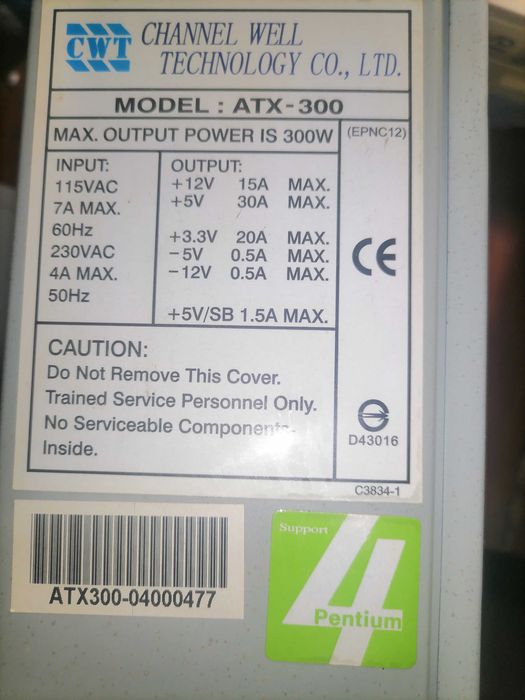 CWT CHANNEL WELL
TECHNOLOGY CO., LTD.
MODEL : ATX-300
MAX. OUTPUT POWER IS 300W
(EPNC12)
INPUT:
115VAC
7A MAX.
60Hz
230VAC
4A MAX.
50Hz
OUTPUT:
+12V 15A MAX.
+5V 30A MAX.
+3.3V 20A MAX.
-5V 0.5A MAX.
-12V 0.5A MAX.
+5V/SB 1.5A MAX.
CE
CAUTION:
Do Not Remove This Cover.
Trained Service Personnel Only.
No Serviceable Components
Inside.
D43016
C3834-1
ATX300-04000477
Support
4
Pentium